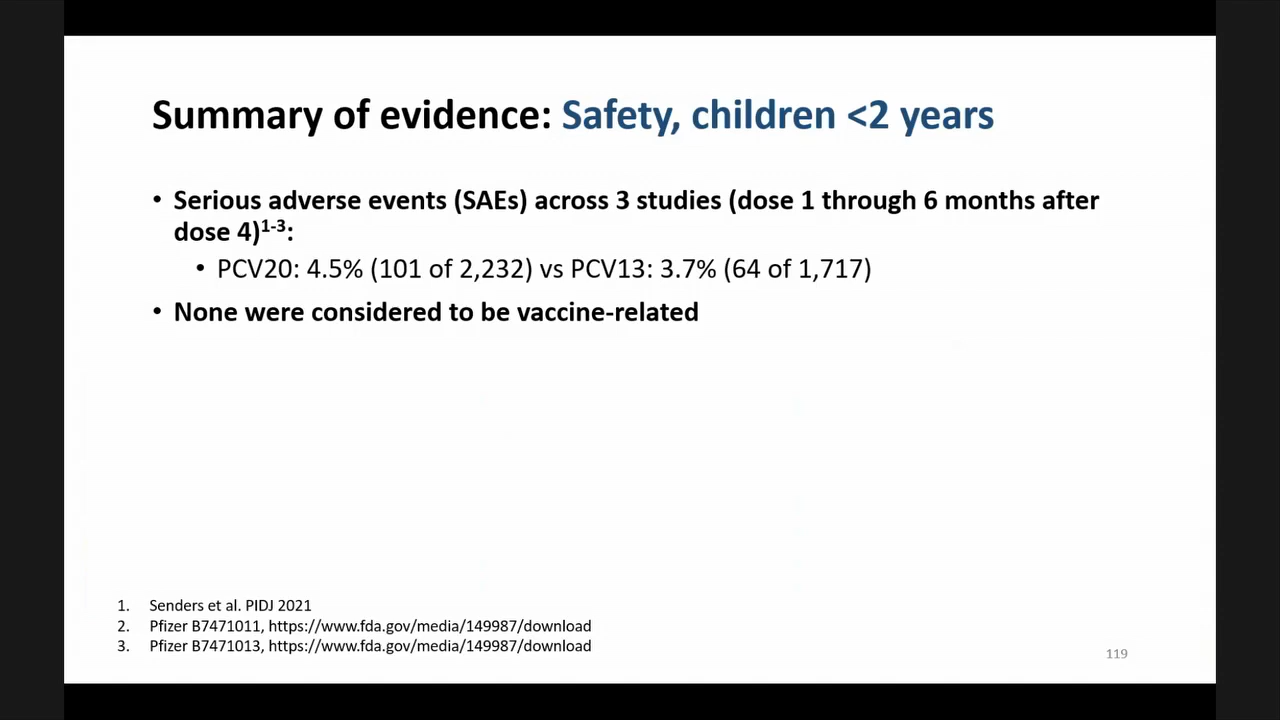 Summary of evidence: Safety, children <2 years
• Serious adverse events (SAEs) across 3 studies (dose 1 through 6 months after
dose 4)1-3:
• PCV20: 4.5% (101 of 2,232) vs PCV13: 3.7% (64 of 1,717)
• None were considered to be vaccine-related
1. Senders et al. PIDJ 2021
2. Pfizer B7471011, https://www.fda.gov/media/149987/download
3. Pfizer B7471013, https://www.fda.gov/media/149987/download
119